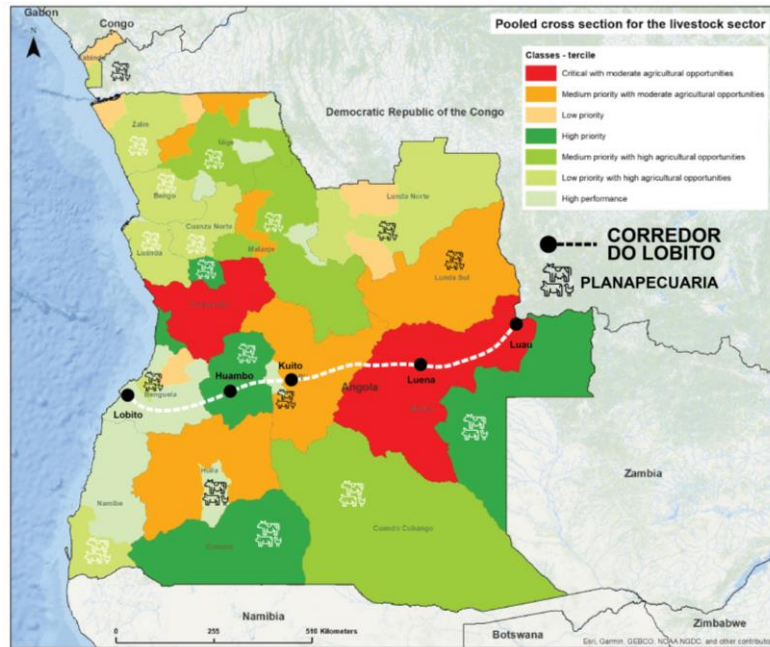 Gabon
Congo
N
Pooled cross section for the livestock sector
Classes - tercile
Critical with moderate agricultural opportunities
Medium priority with moderate agricultural opportunities
Low priority
High priority
Medium priority with high agricultural opportunities
Low priority with high agricultural opportunities
High performance
Cabinda
Democratic Republic of the Congo
Zaire
Uige
Bengo
Lunda Norte
Cuanza Norte
Luanda
Malanje
CORREDOR
DO LOBITO
Lunda Sul
PLANAPECUARIA
Luau
Kuito
Huambo
Luena
Angola
Benguela
Lobito
Zambia
Huila
Namibe
Cuando Cubango
Cunene
Namibia
Zimbabwe
Botswana
0 255 510 Kilometers
Esri, Garmin, GEBCO, NOAA NGDC, and other contributo